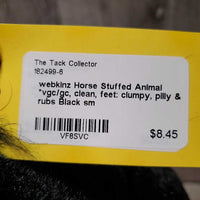 The Tack Collector
182499-6
webkinz Horse Stuffed Animal
*vgc/gc, clean, feet: clumpy, pilly &
rubs Black sm
VF8SVC
$8.45